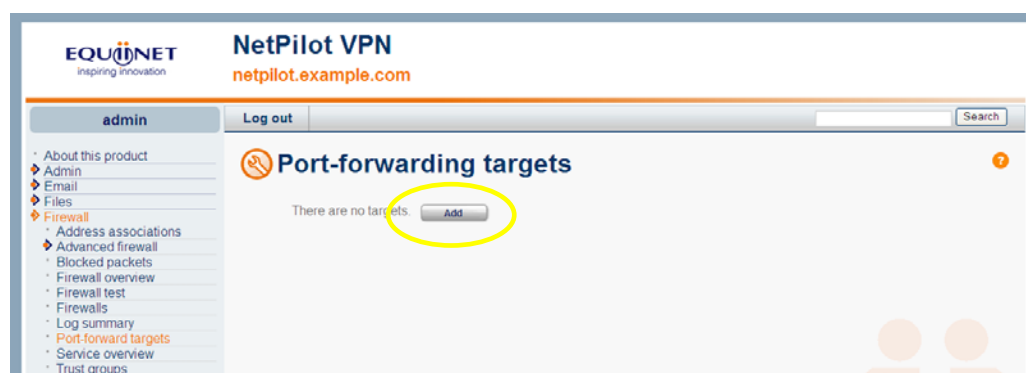 EQUiiNET
inspiring innovation
NetPilot VPN
netpilot.example.com
admin
Log out
Search
About this product
Admin
Email
Files
Firewall
Address associations
Advanced firewall
Blocked packets
Firewall overview
Firewall test
Firewalls
Log summary
Port-forward targets
Service overview
Trust groups
Port-forwarding targets
?
There are no targets. Add